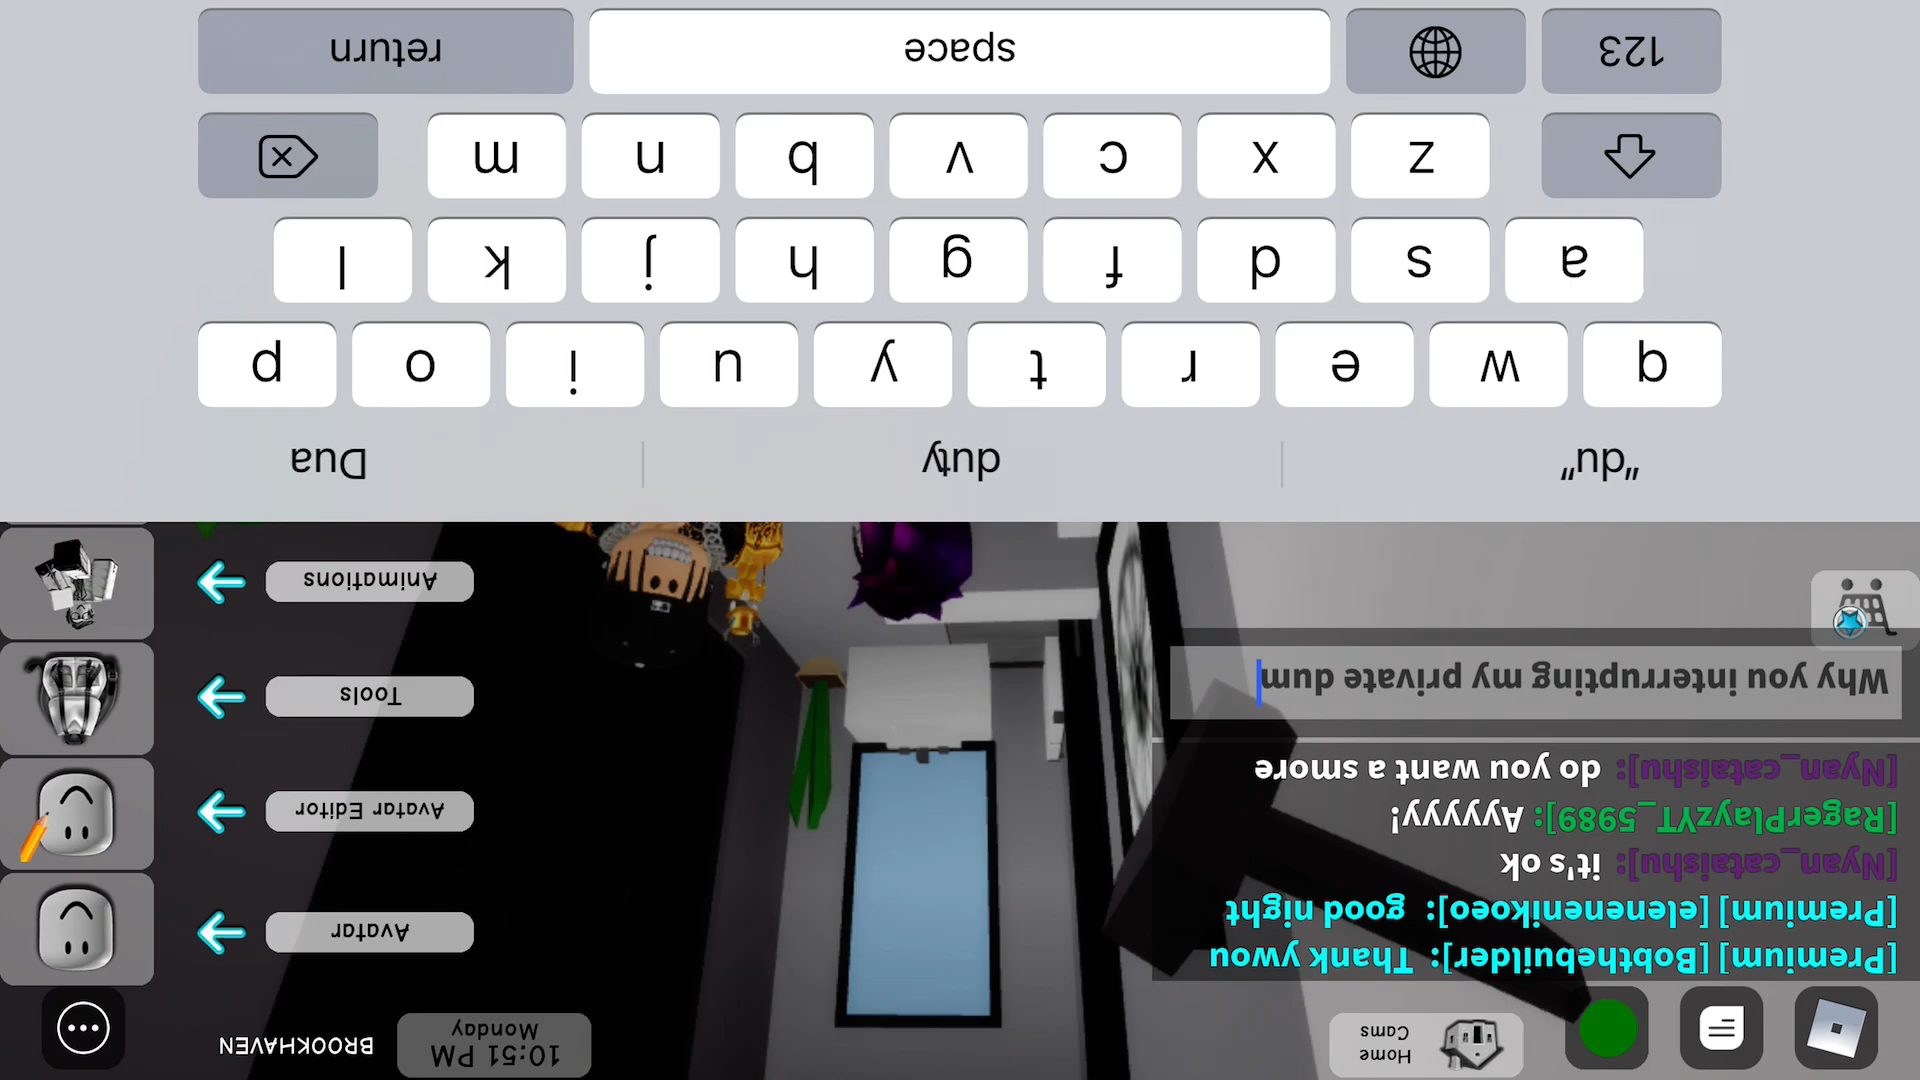 Home
Cams
10:51 PM
Monday
BROOKHAVEN
[Premium] [Bobthebuilder]: Thank ywou
[Premium] [elenenikoeo]: good night
[Nyan_cataishu]: it's ok
[RagerPlayzYT_5989]: Ayyyyy!
[Nyan_cataishu]: do you want a smore
Why you interrupting my private dum
Avatar
Avatar Editor
Tools
Animations
"du"
duty
Dua
q w e r t y u i o p
a s d f g h j k l
z x c v b n m
123
space
return